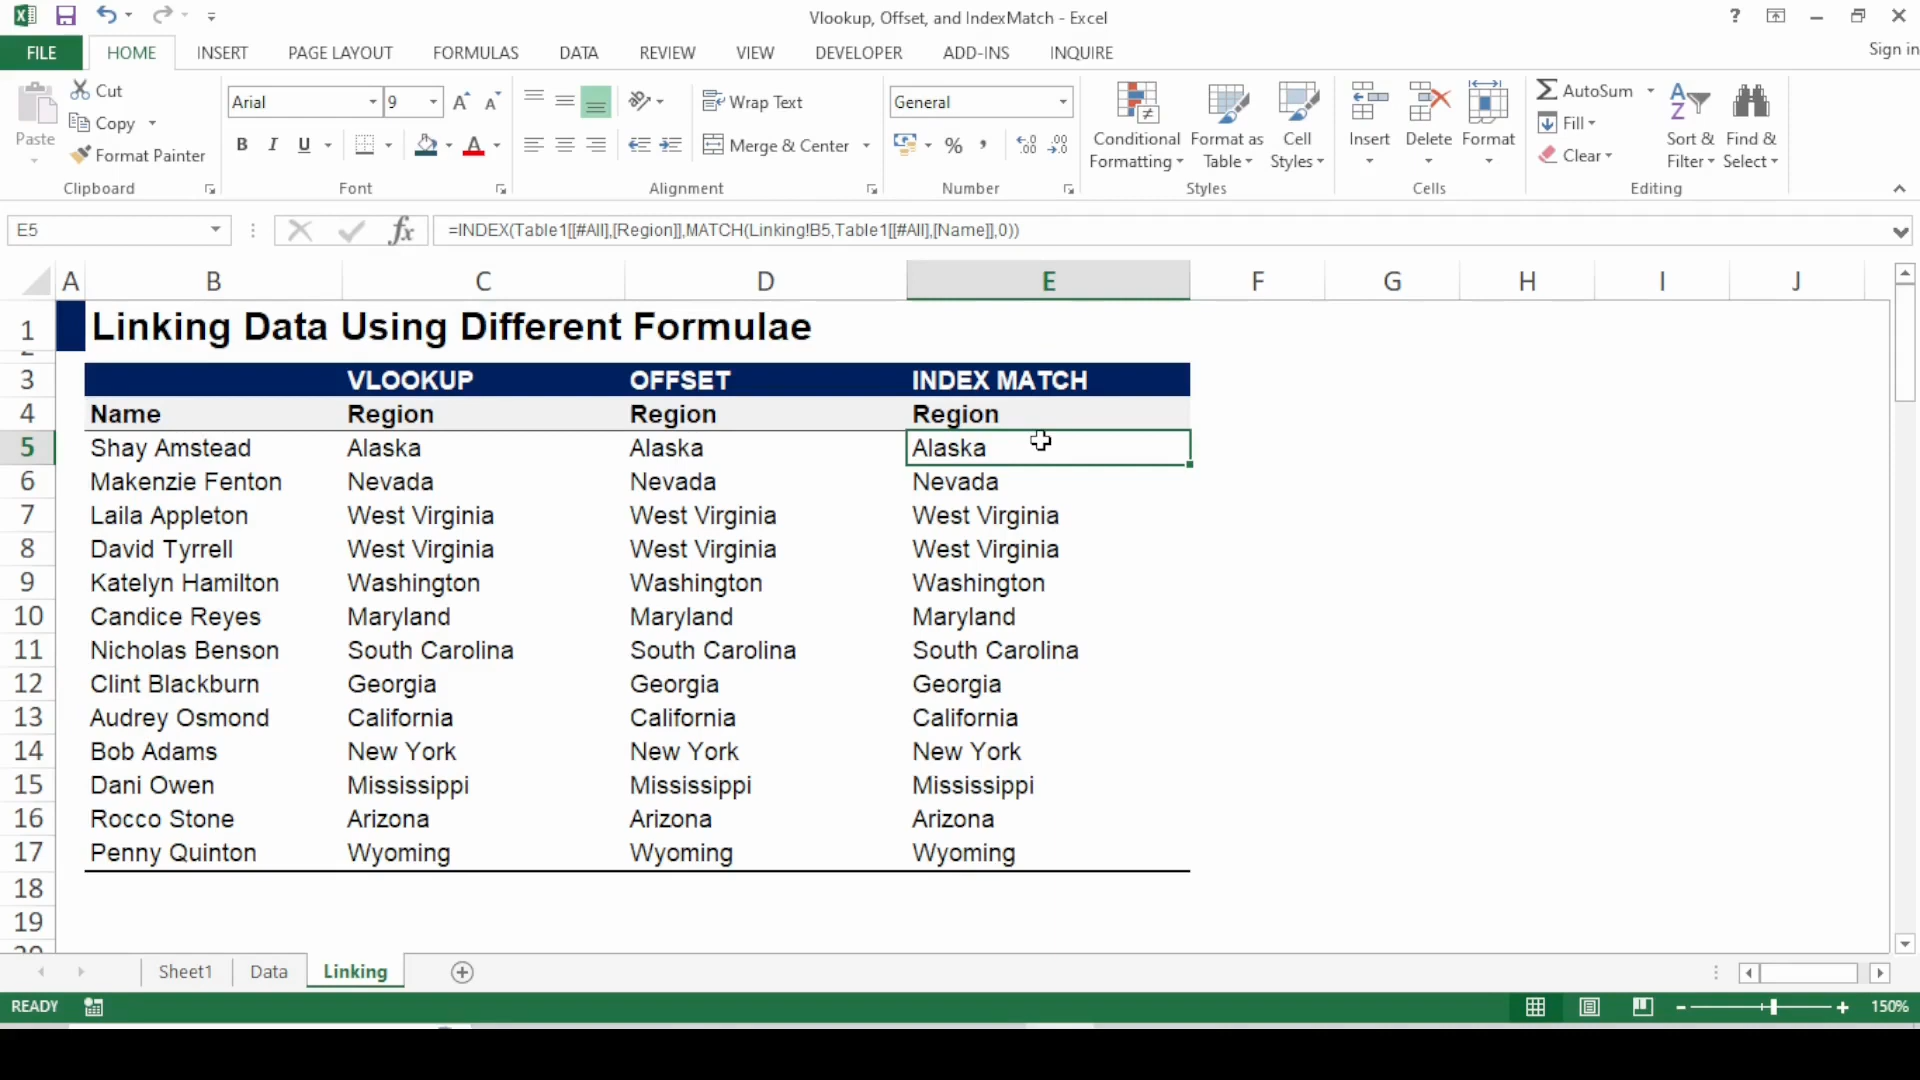 Vlookup, Offset, and IndexMatch - Excel
?
FILE HOME INSERT PAGE LAYOUT FORMULAS DATA REVIEW VIEW DEVELOPER ADD-INS INQUIRE Sign in
Paste
Cut
Copy
Format Painter
Clipboard
Arial 9
B I U
Font
Wrap Text
Merge & Center
Alignment
General
% ,
Number
Conditional Formatting
Format as Table
Cell Styles
Styles
Insert
Delete
Format
Cells
AutoSum
Fill
Clear
Sort & Filter
Find & Select
Editing
E5 fx =INDEX(Table1[[#All],[Region]],MATCH(Linking!B5,Table1[[#All],[Name]],0))
A B C D E F G H I J
1 Linking Data Using Different Formulae
2
3 VLOOKUP OFFSET INDEX MATCH
4 Name Region Region Region
5 Shay Amstead Alaska Alaska Alaska
6 Makenzie Fenton Nevada Nevada Nevada
7 Laila Appleton West Virginia West Virginia West Virginia
8 David Tyrrell West Virginia West Virginia West Virginia
9 Katelyn Hamilton Washington Washington Washington
10 Candice Reyes Maryland Maryland Maryland
11 Nicholas Benson South Carolina South Carolina South Carolina
12 Clint Blackburn Georgia Georgia Georgia
13 Audrey Osmond California California California
14 Bob Adams New York New York New York
15 Dani Owen Mississippi Mississippi Mississippi
16 Rocco Stone Arizona Arizona Arizona
17 Penny Quinton Wyoming Wyoming Wyoming
18
19
20
Sheet1 Data Linking
READY 150%